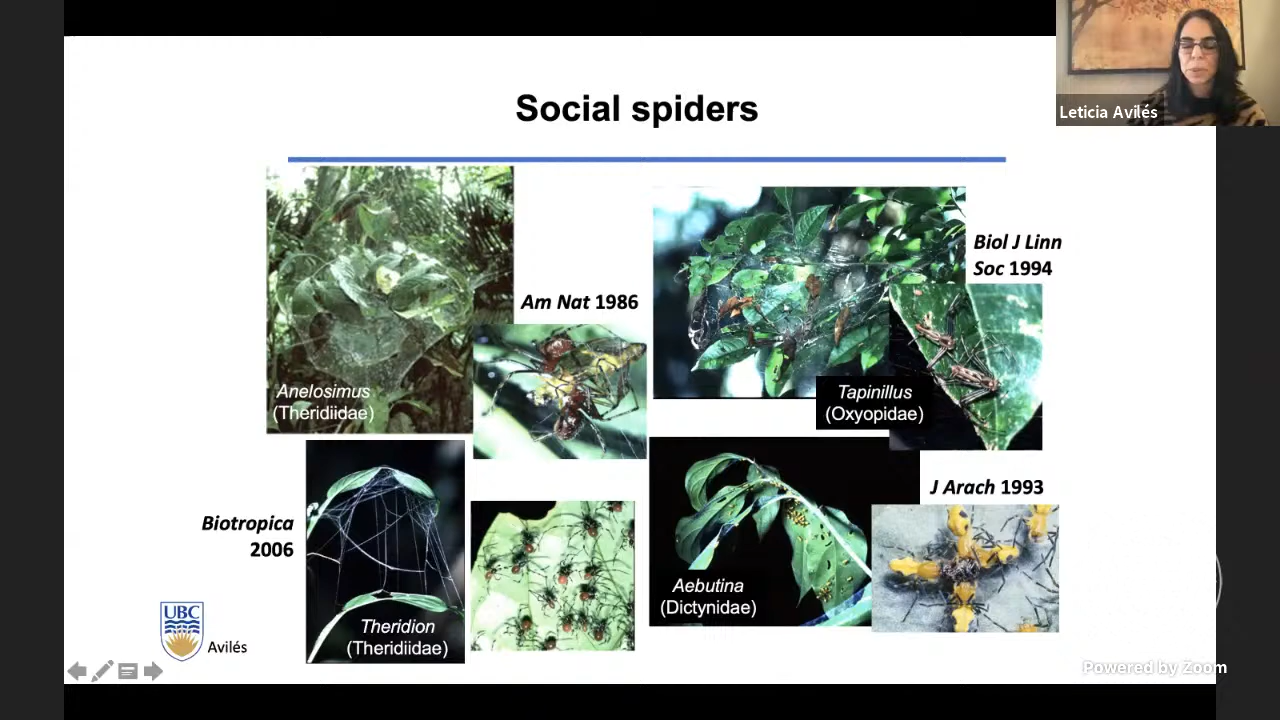 Leticia Avilés
Social spiders
Biol J Linn
Soc 1994
Am Nat 1986
Anelosimus
(Theridiidae)
Tapinillus
(Oxyopidae)
J Arach 1993
Biotropica
2006
Aebutina
(Dictynidae)
Theridion
(Theridiidae)
UBC
Avilés
Powered by Zoom